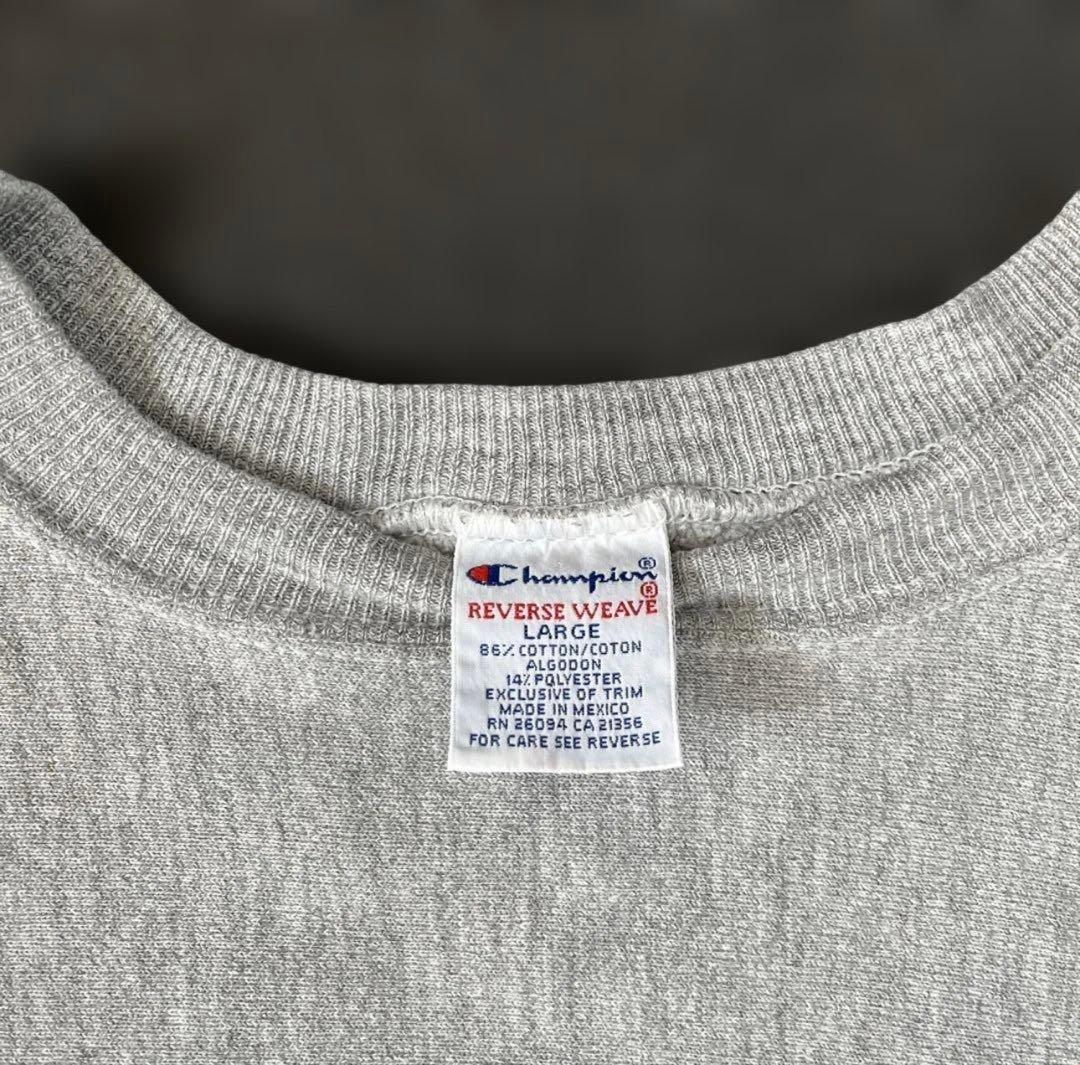 Champion®
REVERSE WEAVE®
LARGE
86% COTTON/COTON
ALGODON
14% POLYESTER
EXCLUSIVE OF TRIM
MADE IN MEXICO
RN 26094 CA 21356
FOR CARE SEE REVERSE